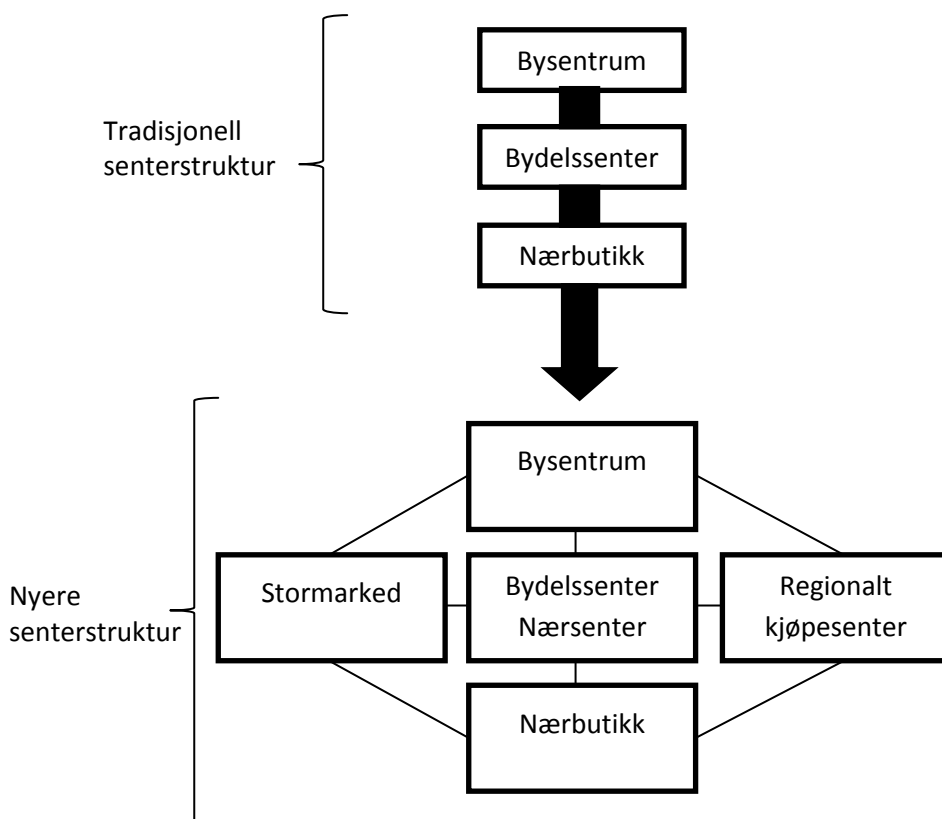 Bysentrum
Tradisjonell
senterstruktur
Bydelssenter
Nærbutikk
Bysentrum
Nyere
senterstruktur
Stormarked
Bydelssenter
Nærsenter
Regionalt
kjøpesenter
Nærbutikk